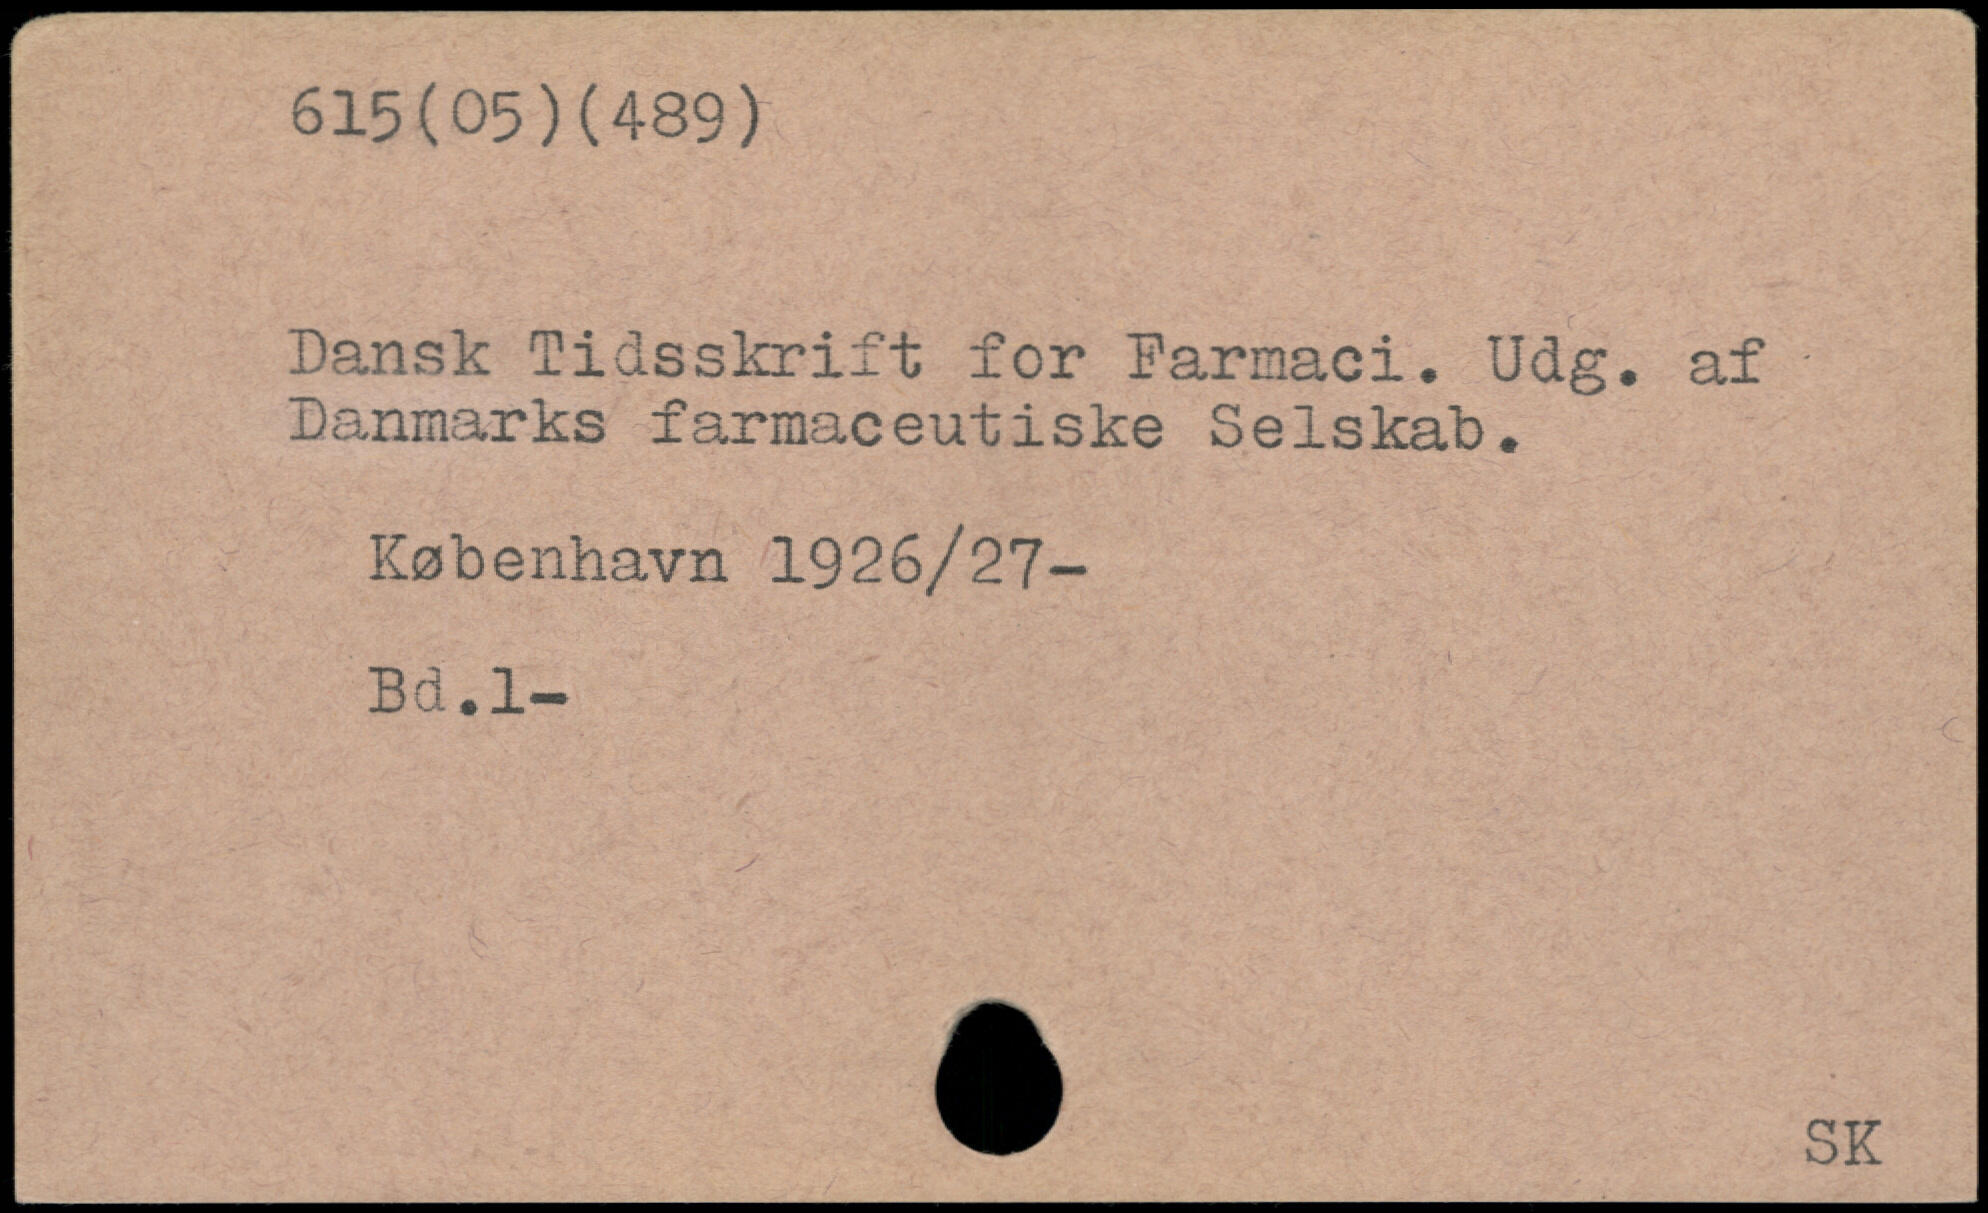 615(05)(489)
Dansk Tidsskrift for Farmaci. Udg. af
Danmarks farmaceutiske Selskab.
København 1926/27-
Bd.1-
SK